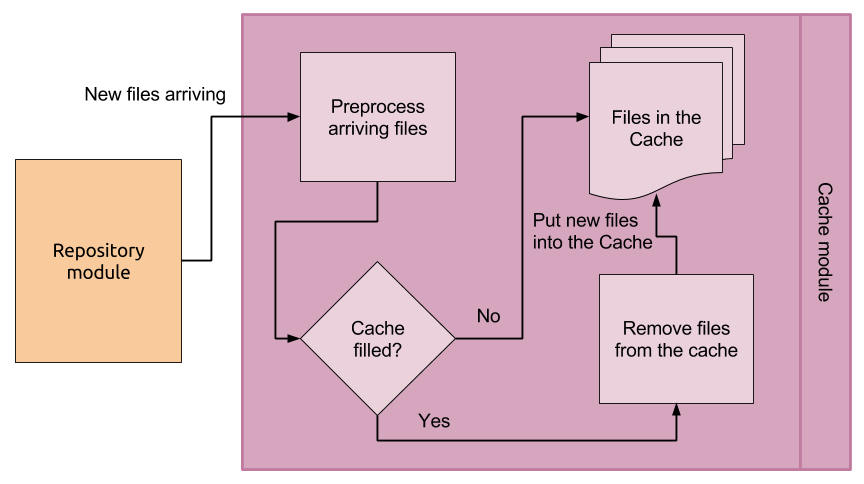 New files arriving
Repository
module
Preprocess
arriving files
Cache
filled?
No
Yes
Files in the
Cache
Put new files
into the Cache
Remove files
from the cache
Cache module